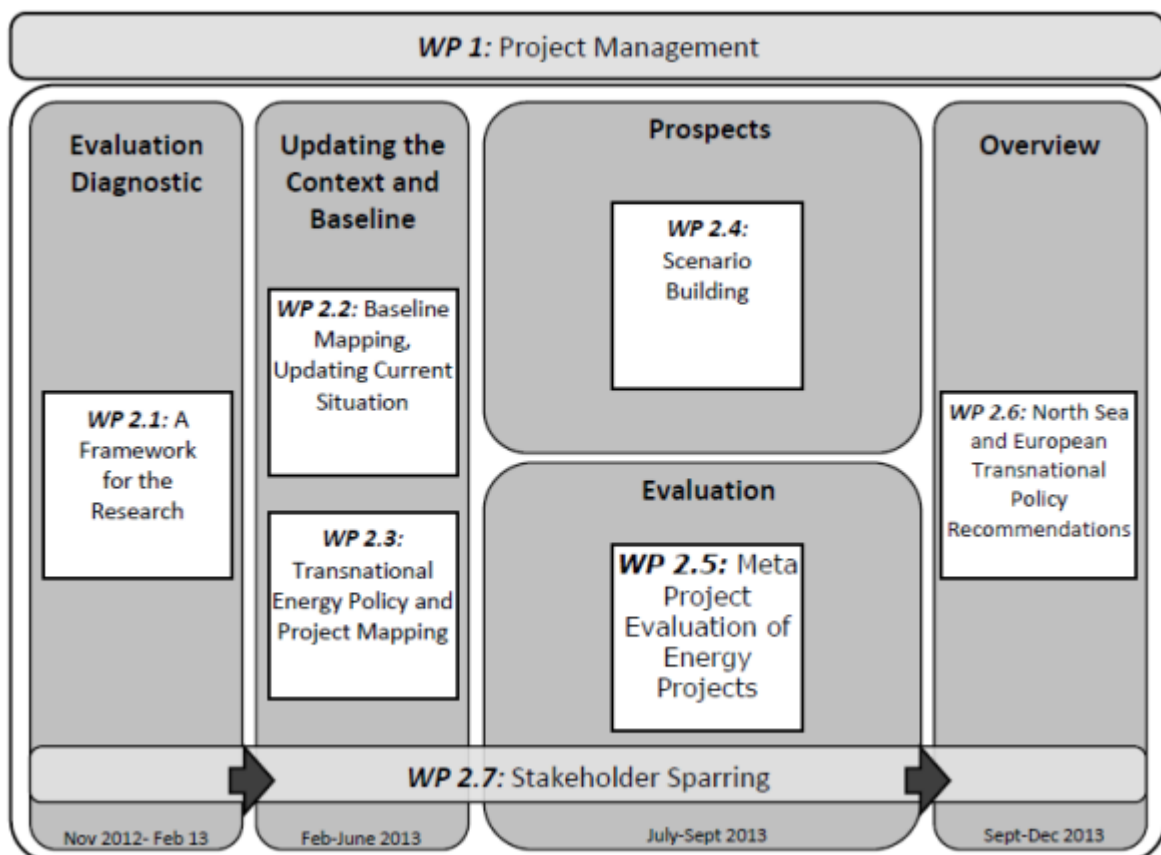 WP 1: Project Management
Evaluation
Diagnostic
WP 2.1: A
Framework
for the
Research
Updating the
Context and
Baseline
WP 2.2: Baseline
Mapping,
Updating Current
Situation
WP 2.3:
Transnational
Energy Policy and
Project Mapping
Prospects
WP 2.4:
Scenario
Building
Evaluation
WP 2.5: Meta
Project
Evaluation of
Energy
Projects
Overview
WP 2.6: North Sea
and European
Transnational
Policy
Recommendations
WP 2.7: Stakeholder Sparring
Nov 2012- Feb 13
Feb-June 2013
July-Sept 2013
Sept-Dec 2013